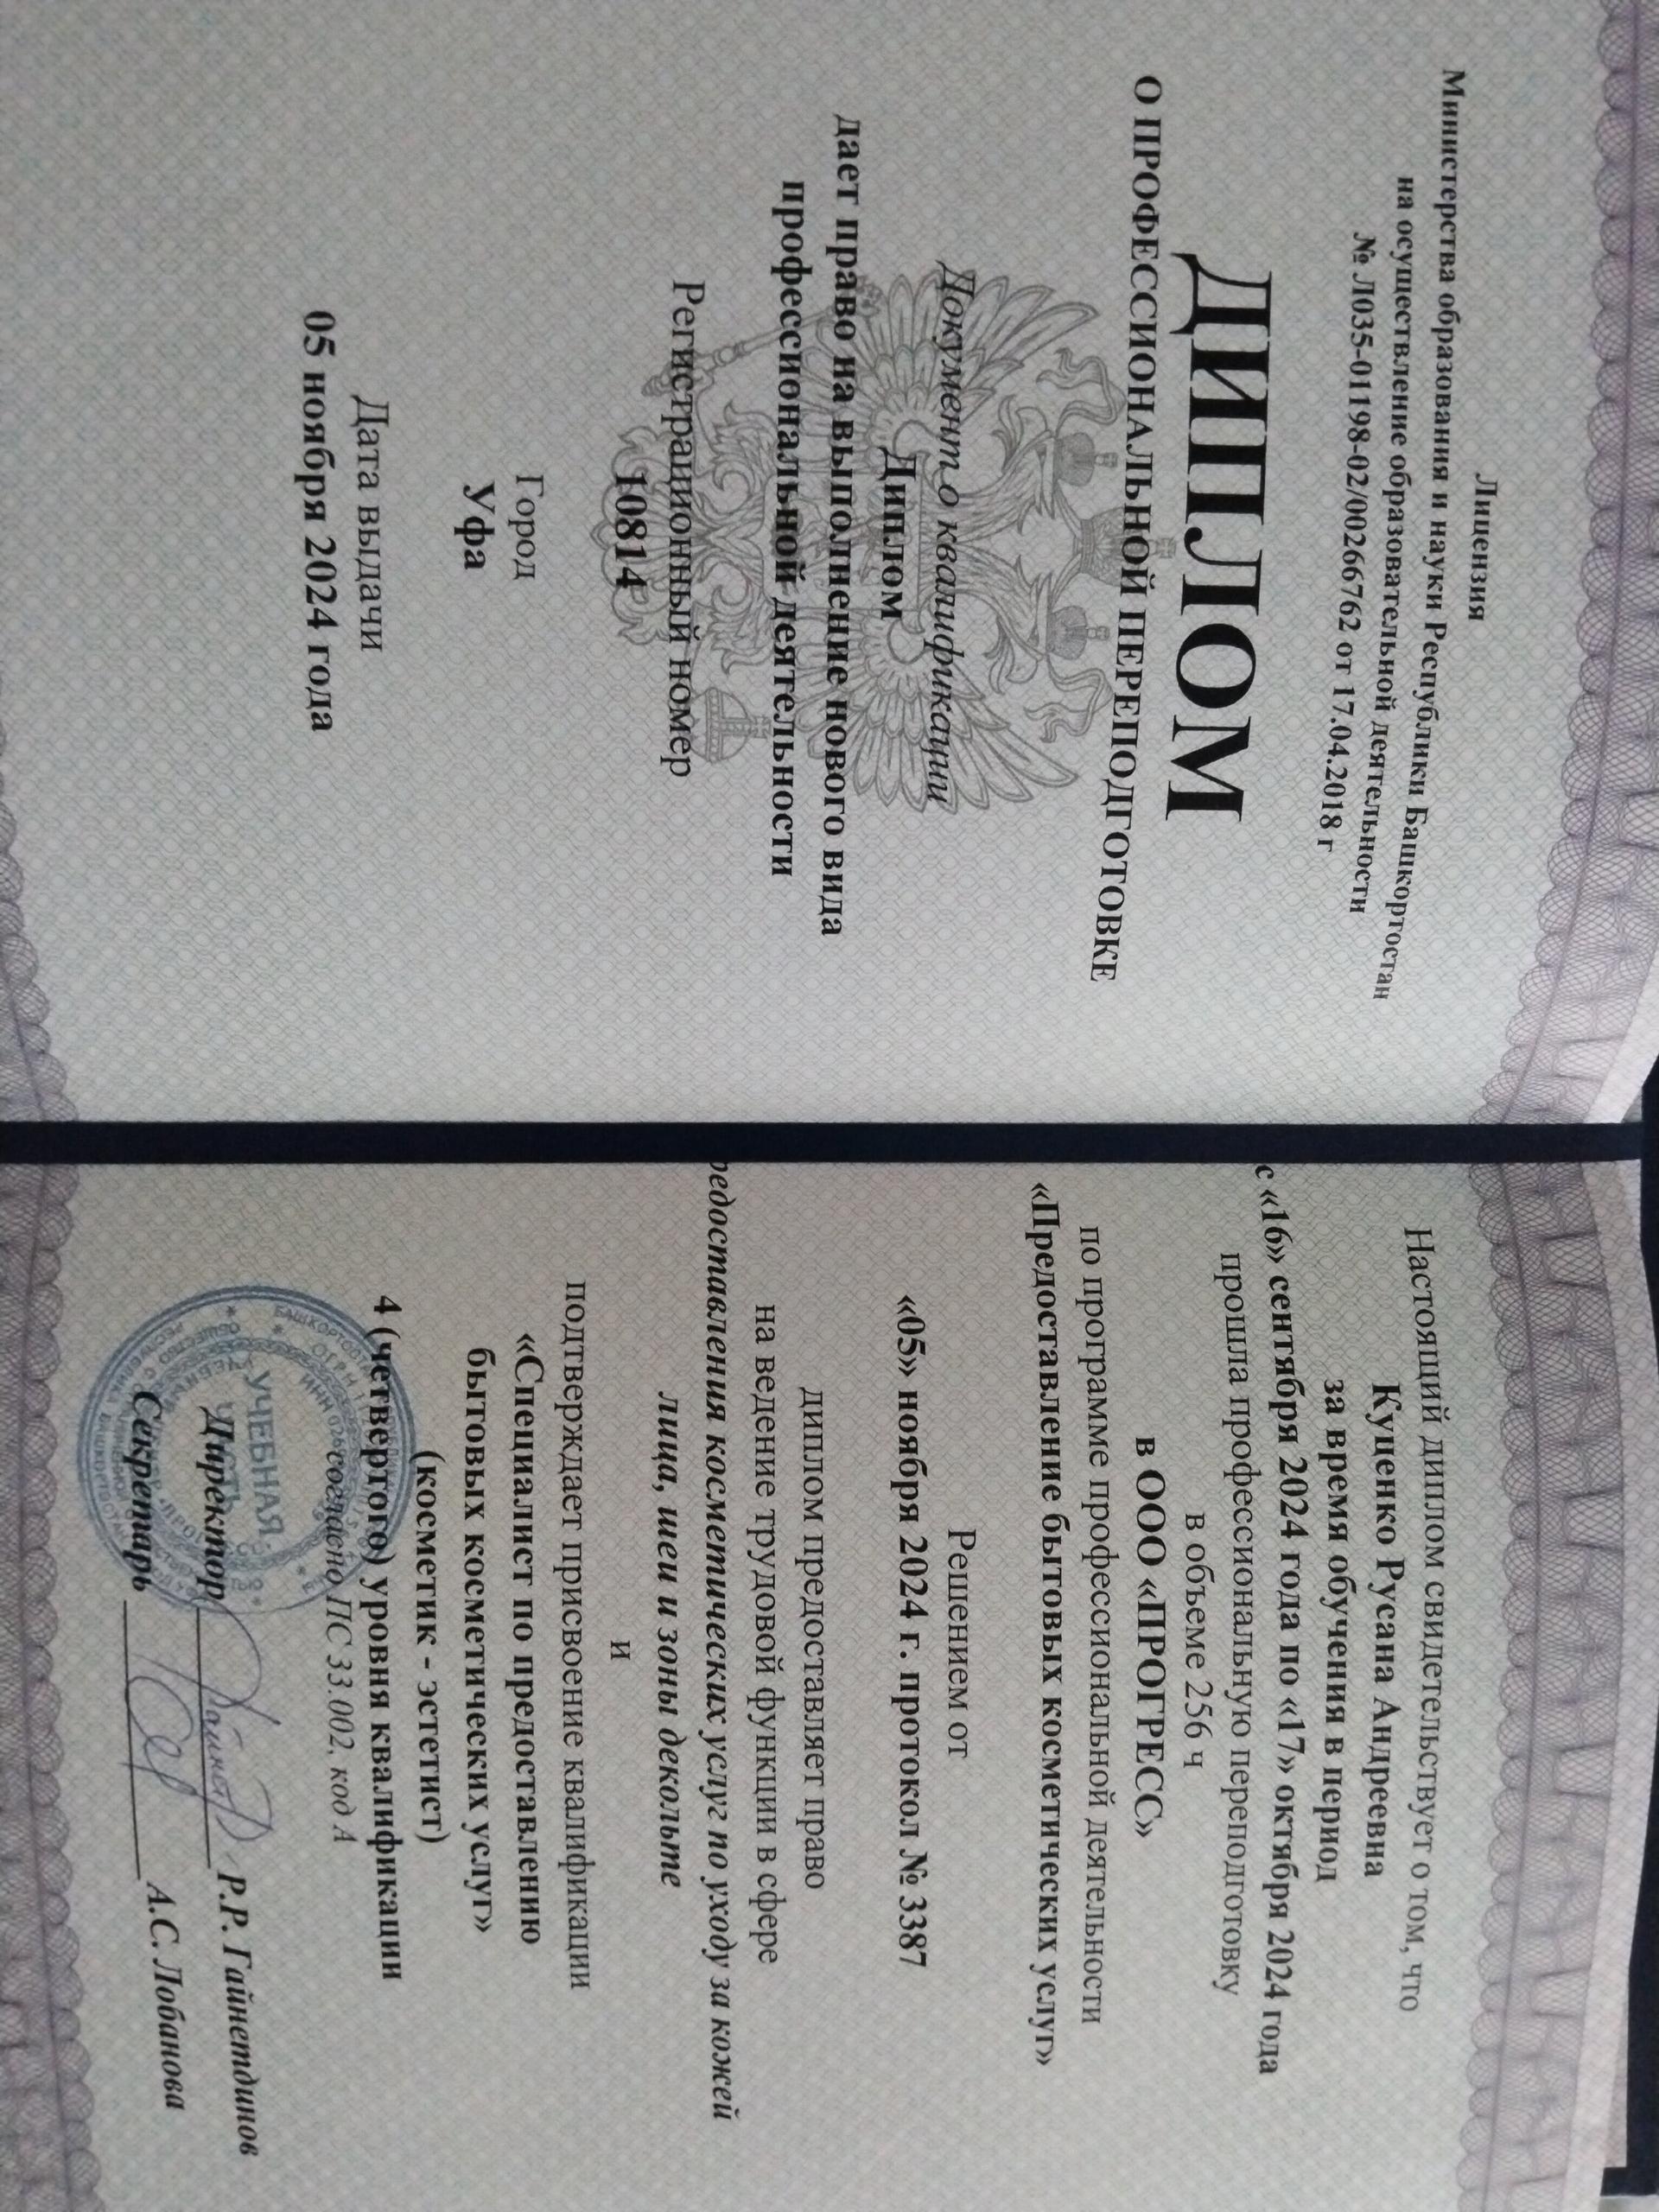 Лицензия
Министерства образования и науки Республики Башкортостан
на осуществление образовательной деятельности
№ Л035-01198-02/00266762 от 17.04.2018 г
ДИПЛОМ
О ПРОФЕССИОНАЛЬНОЙ ПЕРЕПОДГОТОВКЕ
Документ о квалификации
Диплом
дает право на выполнение нового вида
профессиональной деятельности
Регистрационный номер
10814
Город
Уфа
Дата выдачи
05 ноября 2024 года
Настоящий диплом свидетельствует о том, что
Куценко Русана Андреевна
за время обучения в период
с «16» сентября 2024 года по «17» октября 2024 года
прошла профессиональную переподготовку
в объеме 256 ч
в ООО «ПРОГРЕСС»
по программе профессиональной деятельности
«Предоставление бытовых косметических услуг»
Решением от
«05» ноября 2024 г. протокол № 3387
диплом предоставляет право
на ведение трудовой функции в сфере
редоставления косметических услуг по уходу за кожей
лица, шеи и зоны декольте
и
подтверждает присвоение квалификации
«Специалист по предоставлению
бытовых косметических услуг»
(косметик - эстетист)
4 (четвертого) уровня квалификации
согласно ПС 33.002, код А
УЧЕБНАЯ
Директор Р.Р. Гайнетдинов
Секретарь А.С. Лобанова